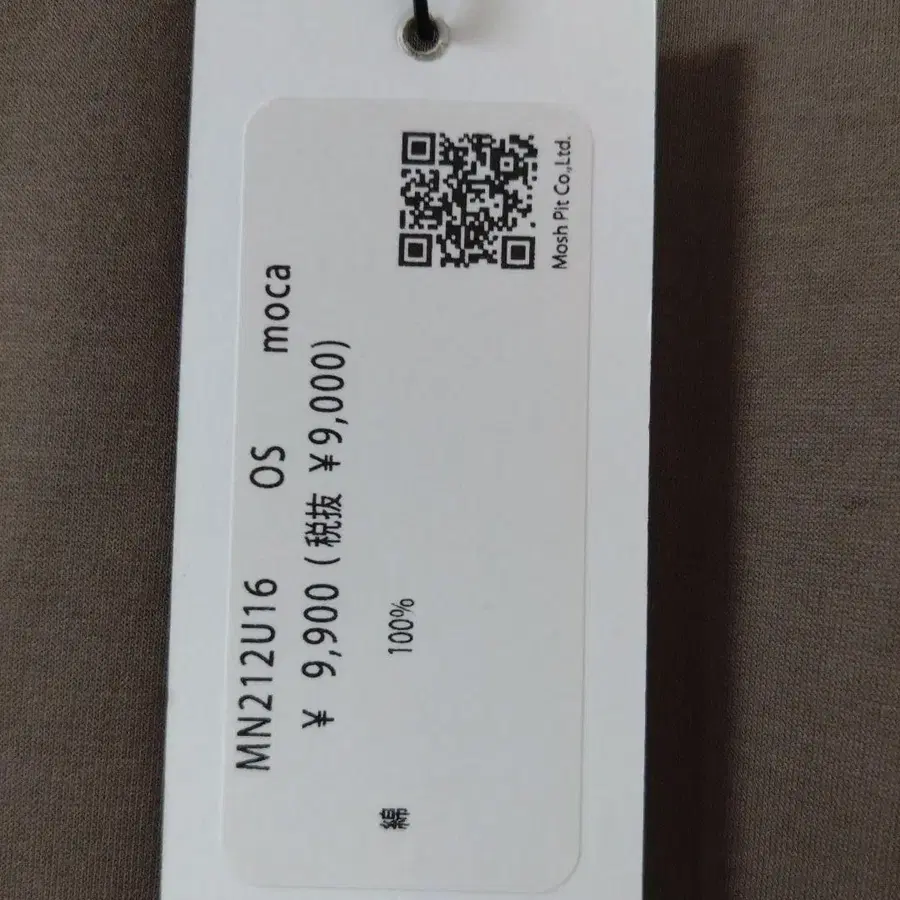 MN212U16 OS moca
¥ 9,900 (税抜 ¥9,000)
綿 100%
Mosh Pit Co.,Ltd.